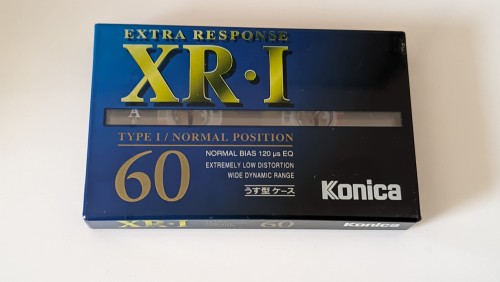 EXTRA RESPONSE
XR·I
A
TYPE I / NORMAL POSITION
60
NORMAL BIAS 120 µs EQ
EXTREMELY LOW DISTORTION
WIDE DYNAMIC RANGE
うす型 ケース
Konica
XR·I
60
Konica